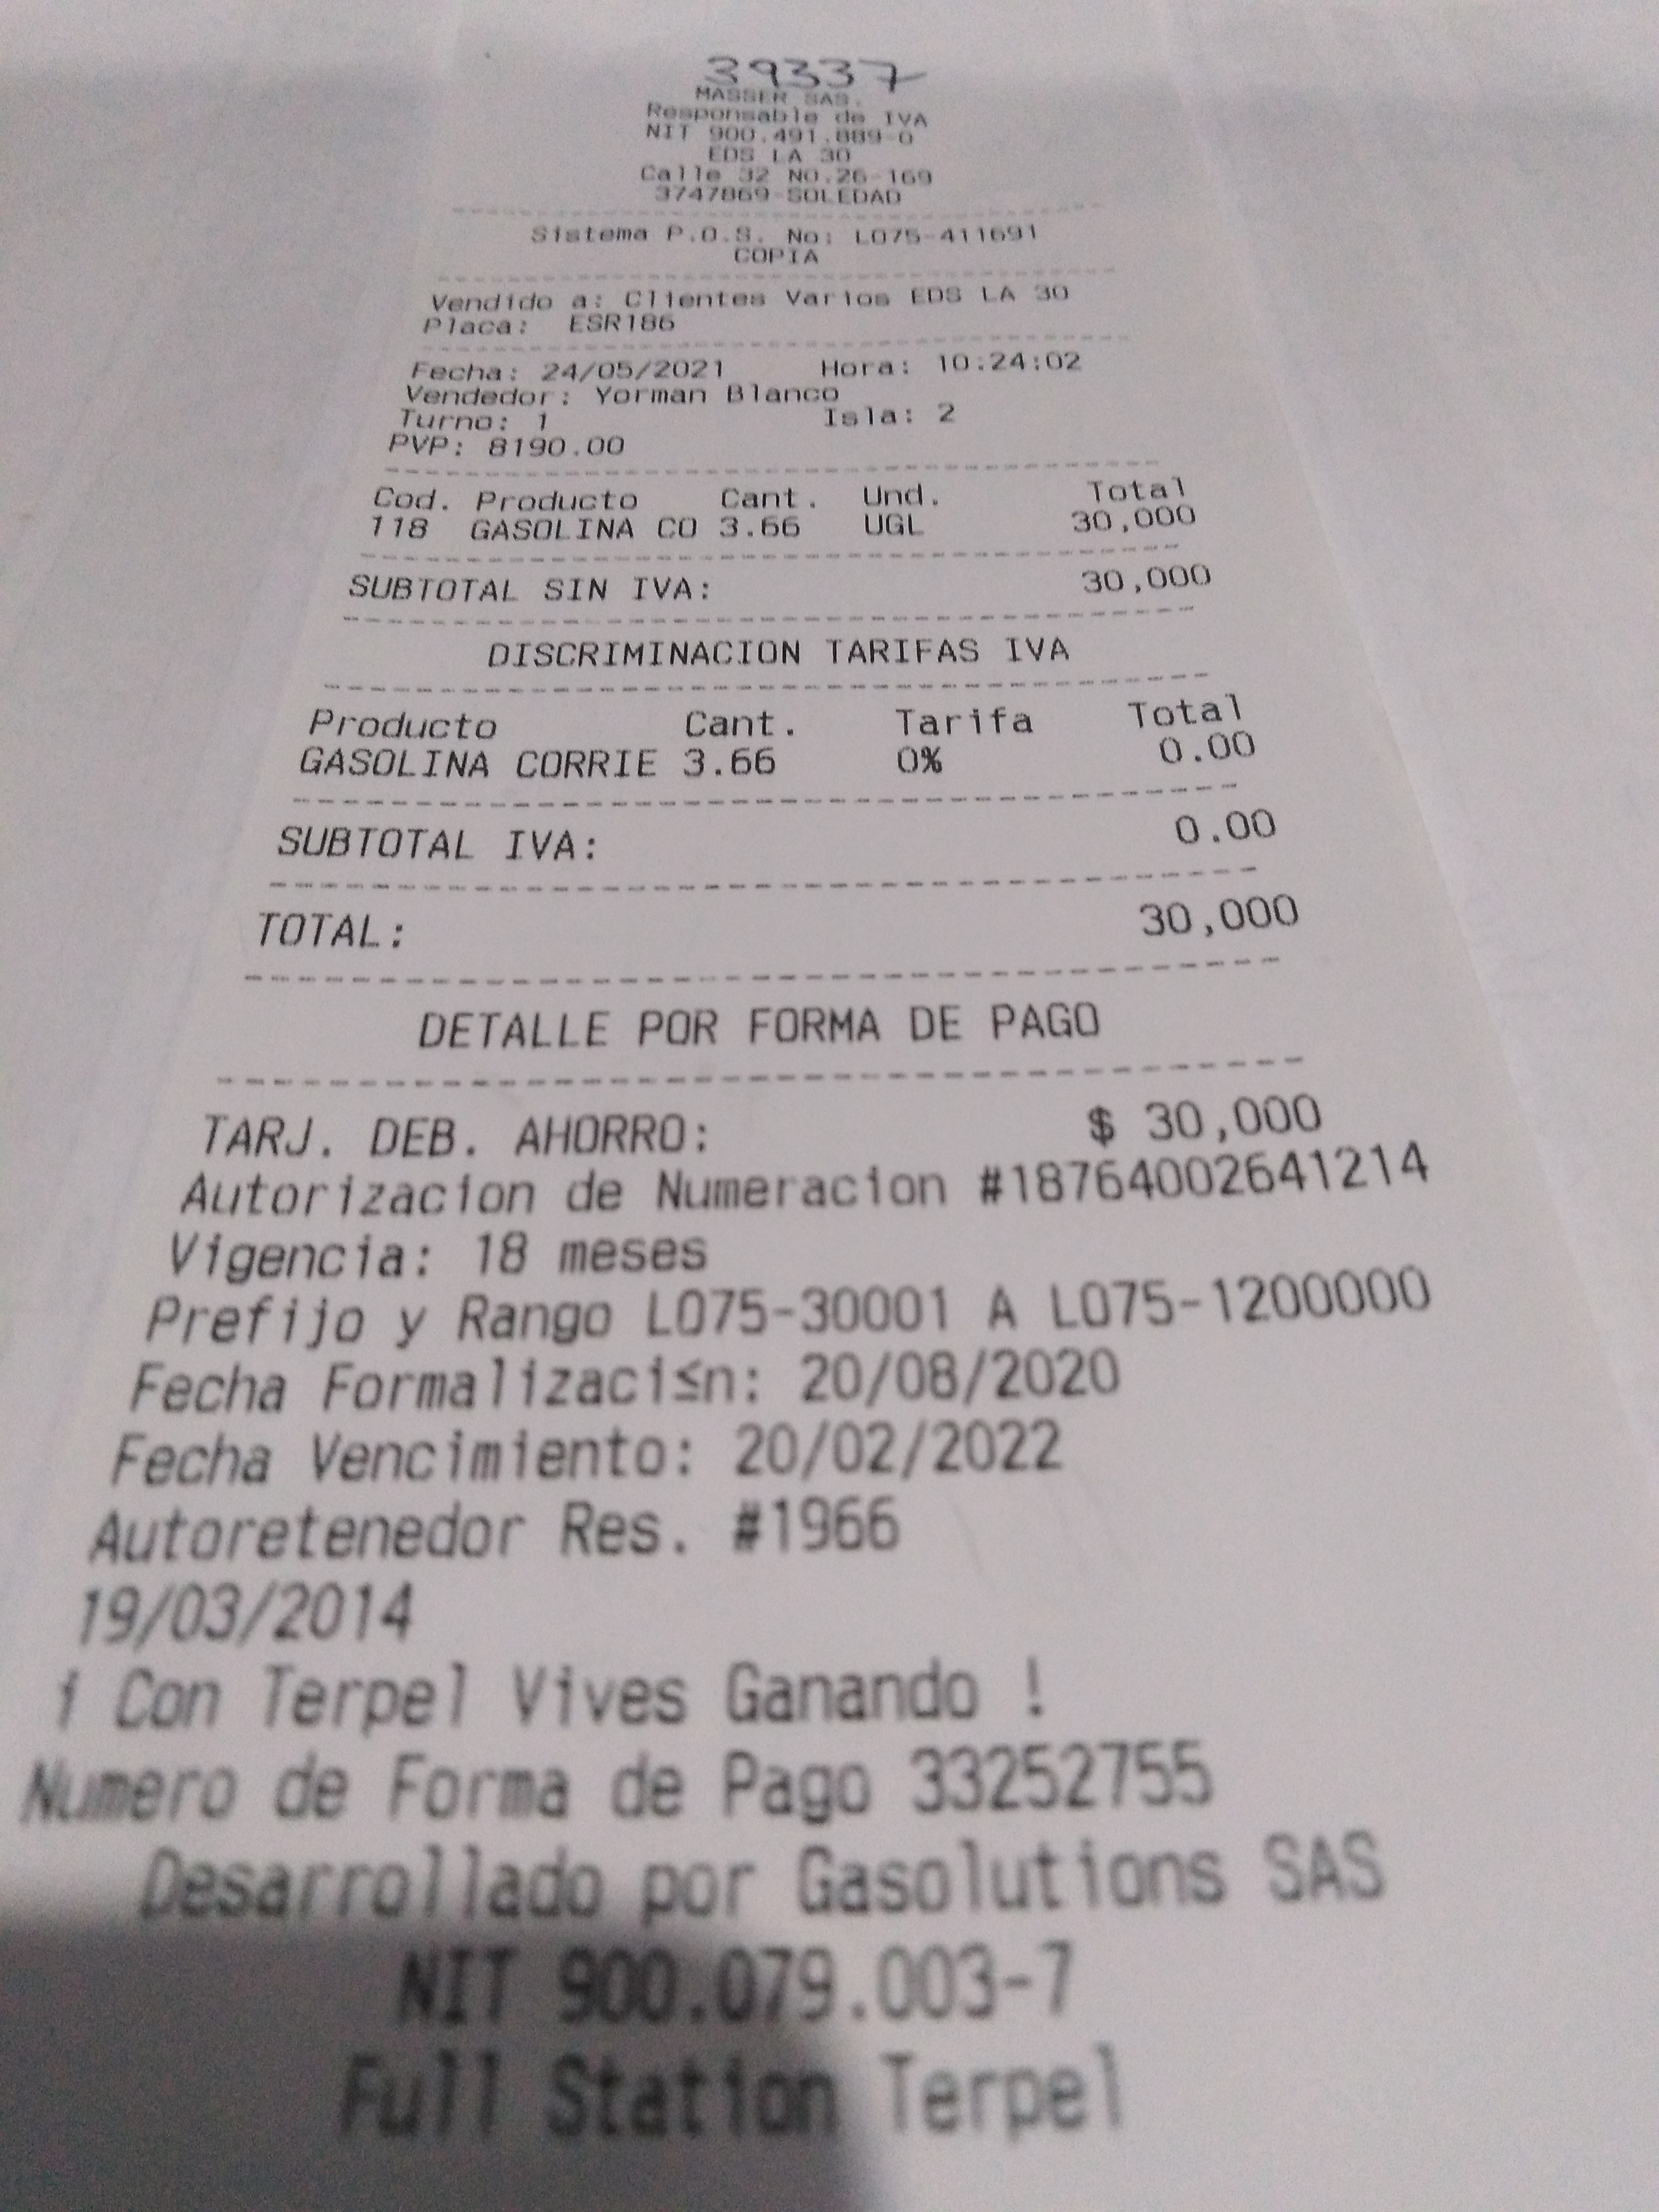 39337
MASSER SAS.
Responsable de IVA
NIT 900.491.889-0
EDS LA 30
Calle 32 NO.26-169
3747869-SOLEDAD
Sistema P.O.S. No: L075-411691
COPIA
Vendido a: Clientes Varios EDS LA 30
Placa: ESR186
Fecha: 24/05/2021 Hora: 10:24:02
Vendedor: Yorman Blanco
Turno: 1 Isla: 2
PVP: 8190.00
Cod. Producto Cant. Und. Total
118 GASOLINA CO 3.66 UGL 30,000
SUBTOTAL SIN IVA: 30,000
DISCRIMINACION TARIFAS IVA
Producto Cant. Tarifa Total
GASOLINA CORRIE 3.66 0% 0.00
SUBTOTAL IVA: 0.00
TOTAL: 30,000
DETALLE POR FORMA DE PAGO
TARJ. DEB. AHORRO: $ 30,000
Autorizacion de Numeracion #18764002641214
Vigencia: 18 meses
Prefijo y Rango L075-30001 A L075-1200000
Fecha Formalizaci≤n: 20/08/2020
Fecha Vencimiento: 20/02/2022
Autoretenedor Res. #1966
19/03/2014
¡ Con Terpel Vives Ganando !
Numero de Forma de Pago 33252755
Desarrollado por Gasolutions SAS
NIT 900.079.003-7
Full Station Terpel